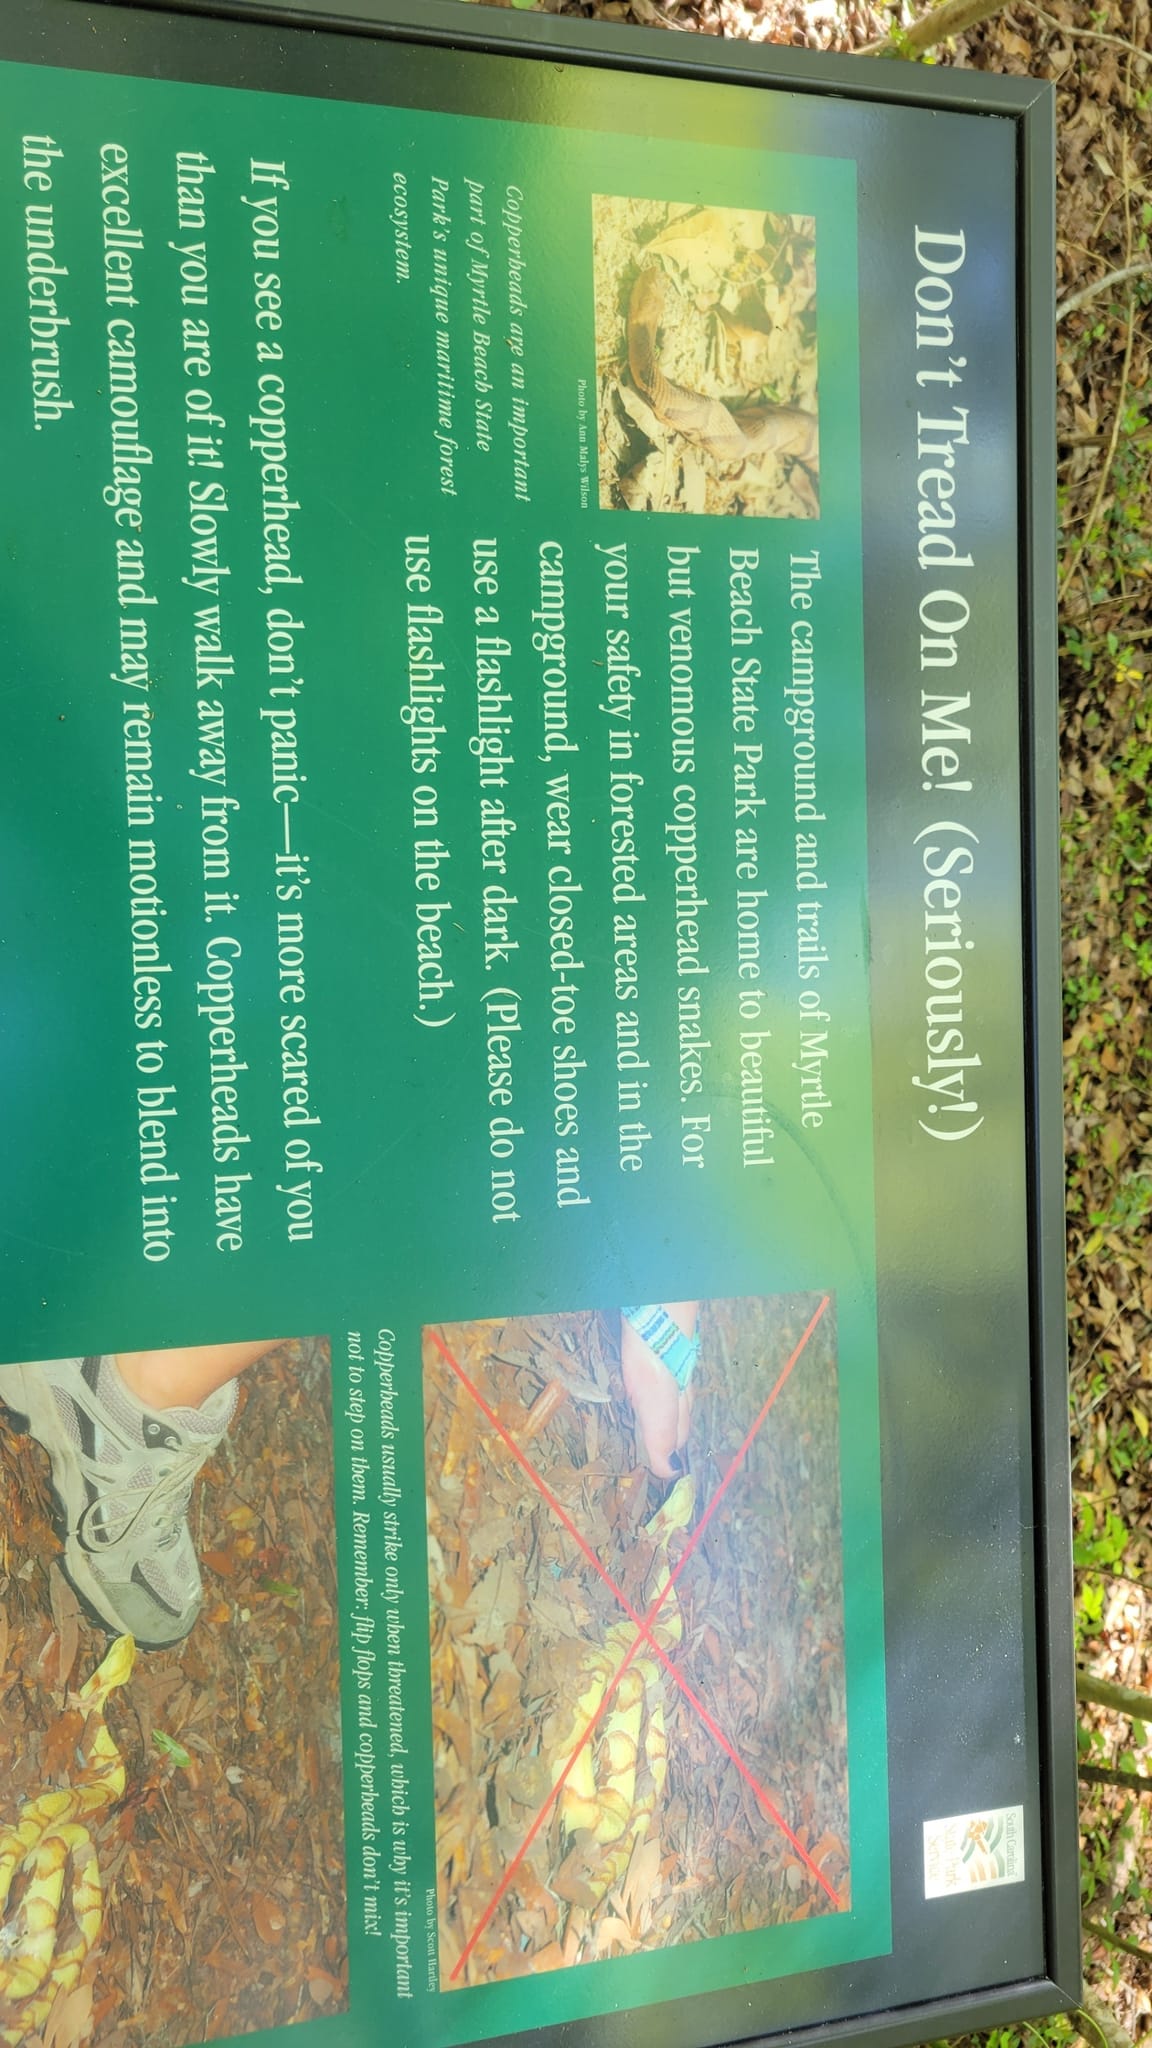 Don't Tread On Me! (Seriously!)
South Carolina
State Park
Service
Photo by Ann Malys Wilson
Copperheads are an important
part of Myrtle Beach State
Park's unique maritime forest
ecosystem.
The campground and trails of Myrtle
Beach State Park are home to beautiful
but venomous copperhead snakes. For
your safety in forested areas and in the
campground, wear closed-toe shoes and
use a flashlight after dark. (Please do not
use flashlights on the beach.)
If you see a copperhead, don't panic—it's more scared of you
than you are of it! Slowly walk away from it. Copperheads have
excellent camouflage and may remain motionless to blend into
the underbrush.
Photo by Scott Hartley
Copperheads usually strike only when threatened, which is why it's important
not to step on them. Remember: flip flops and copperheads don't mix!